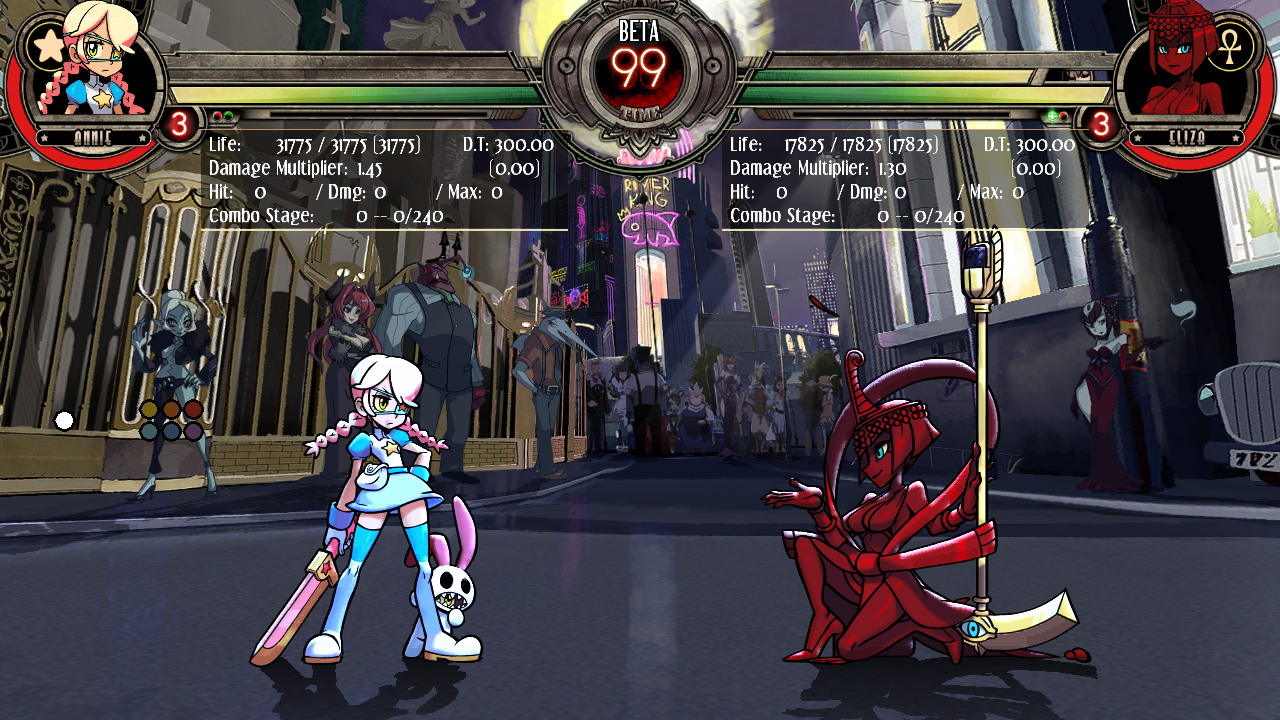 BETA
99
TIME
ANNIE
3
3
ELIZA
Life: 31775 / 31775 [31775] D.T: 300.00
Damage Multiplier: 1.45 [0.00]
Hit: 0 / Dmg: 0 / Max: 0
Combo Stage: 0 -- 0/240
Life: 17825 / 17825 [17825] D.T: 300.00
Damage Multiplier: 1.30 [0.00]
Hit: 0 / Dmg: 0 / Max: 0
Combo Stage: 0 -- 0/240
RIVER
KING